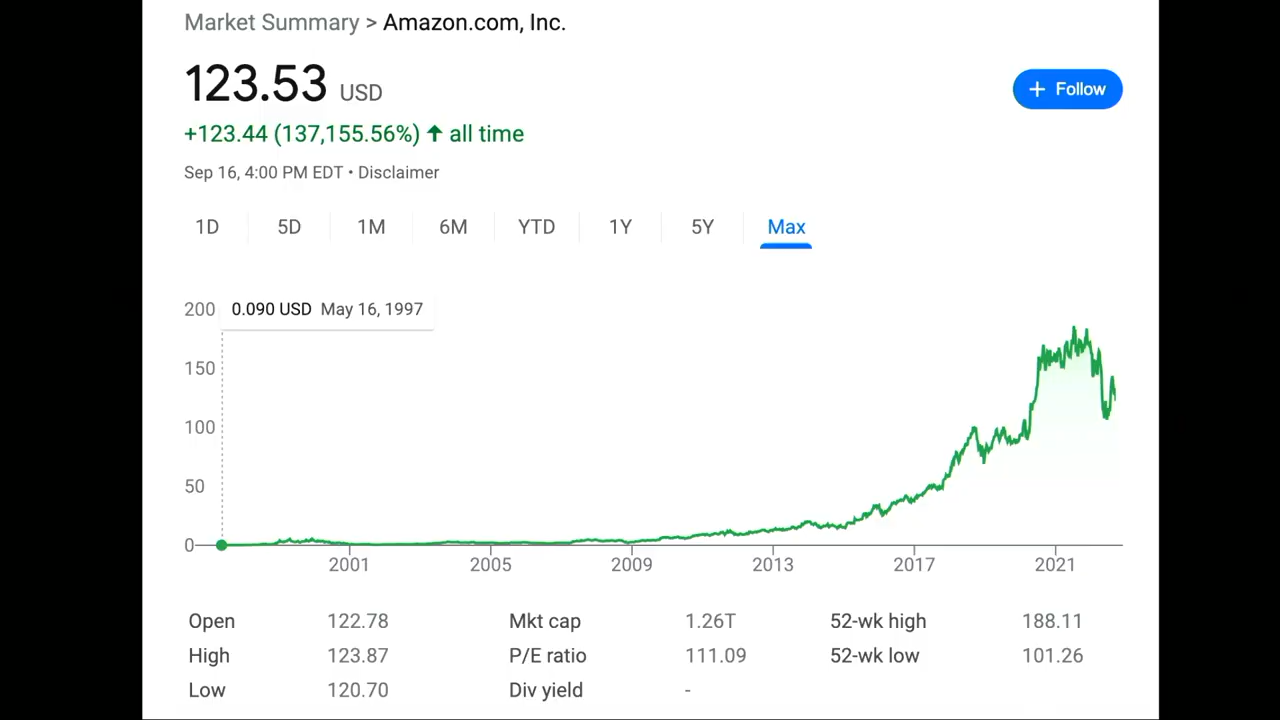 Market Summary > Amazon.com, Inc.
123.53 USD
+ Follow
+123.44 (137,155.56%) ↑ all time
Sep 16, 4:00 PM EDT • Disclaimer
1D 5D 1M 6M YTD 1Y 5Y Max
200 0.090 USD May 16, 1997
150
100
50
0
2001 2005 2009 2013 2017 2021
Open 122.78 Mkt cap 1.26T 52-wk high 188.11
High 123.87 P/E ratio 111.09 52-wk low 101.26
Low 120.70 Div yield -